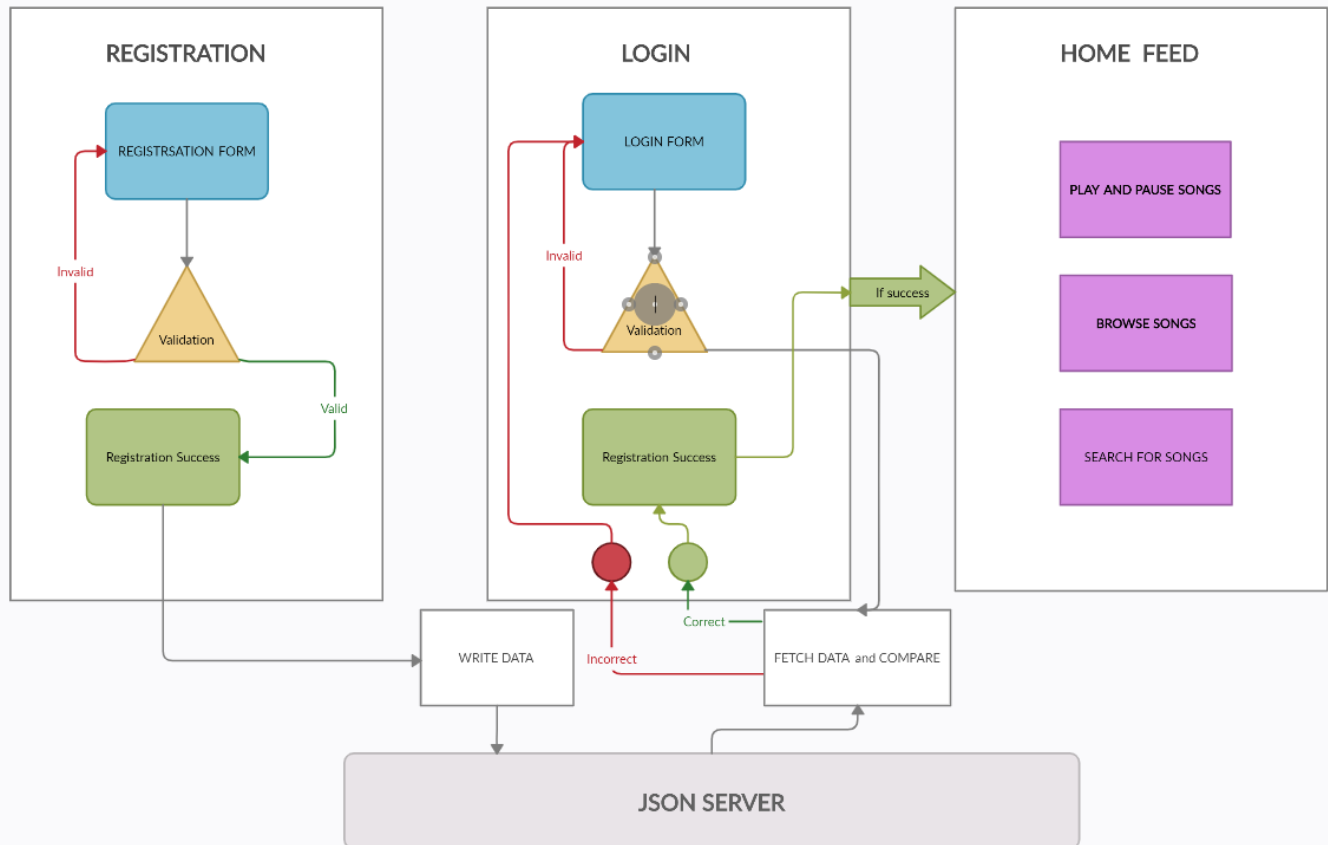 REGISTRATION
REGISTRSATION FORM
Invalid
Validation
Valid
Registration Success
LOGIN
LOGIN FORM
Invalid
Validation
If success
Registration Success
Correct
Incorrect
HOME FEED
PLAY AND PAUSE SONGS
BROWSE SONGS
SEARCH FOR SONGS
WRITE DATA
FETCH DATA and COMPARE
JSON SERVER